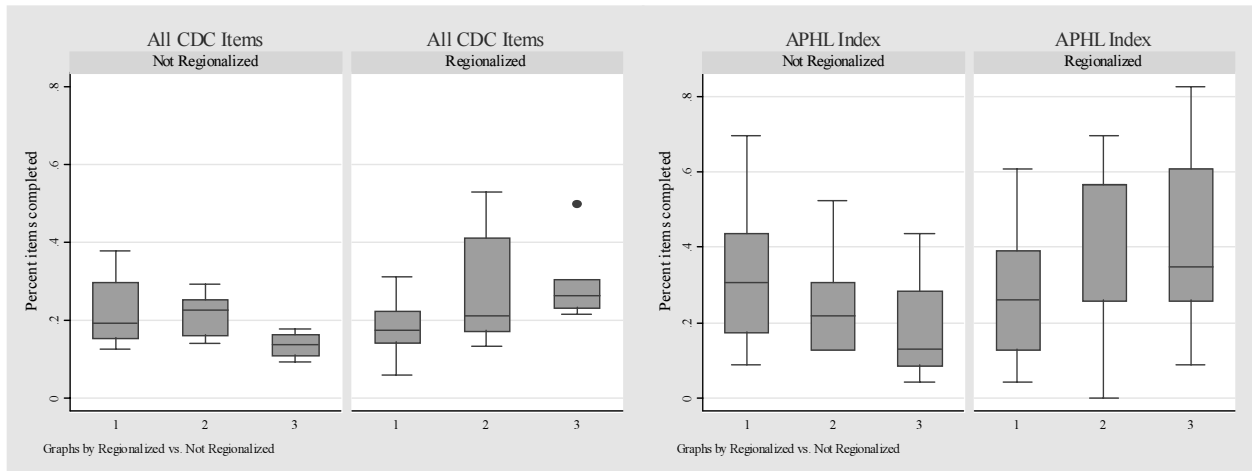 All CDC Items
Not Regionalized
All CDC Items
Regionalized
Percent items completed
.8
.6
.4
.2
0
1
2
3
1
2
3
Graphs by Regionalized vs. Not Regionalized
APHL Index
Not Regionalized
APHL Index
Regionalized
Percent items completed
.8
.6
.4
.2
0
1
2
3
1
2
3
Graphs by Regionalized vs. Not Regionalized